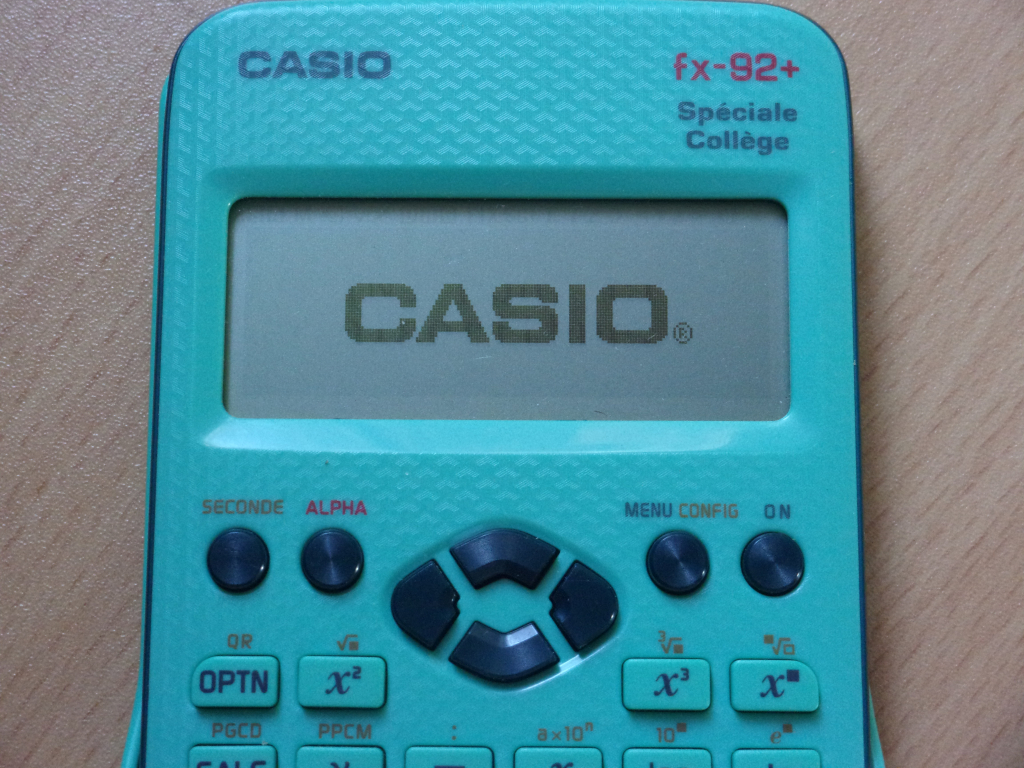 CASIO fx-92+
Spéciale
Collège
CASIO®
SECONDE ALPHA MENU CONFIG ON
QR √■ ³√■ ■√□
OPTN x² x³ x■
PGCD PPCM : a×10ⁿ 10■ e■